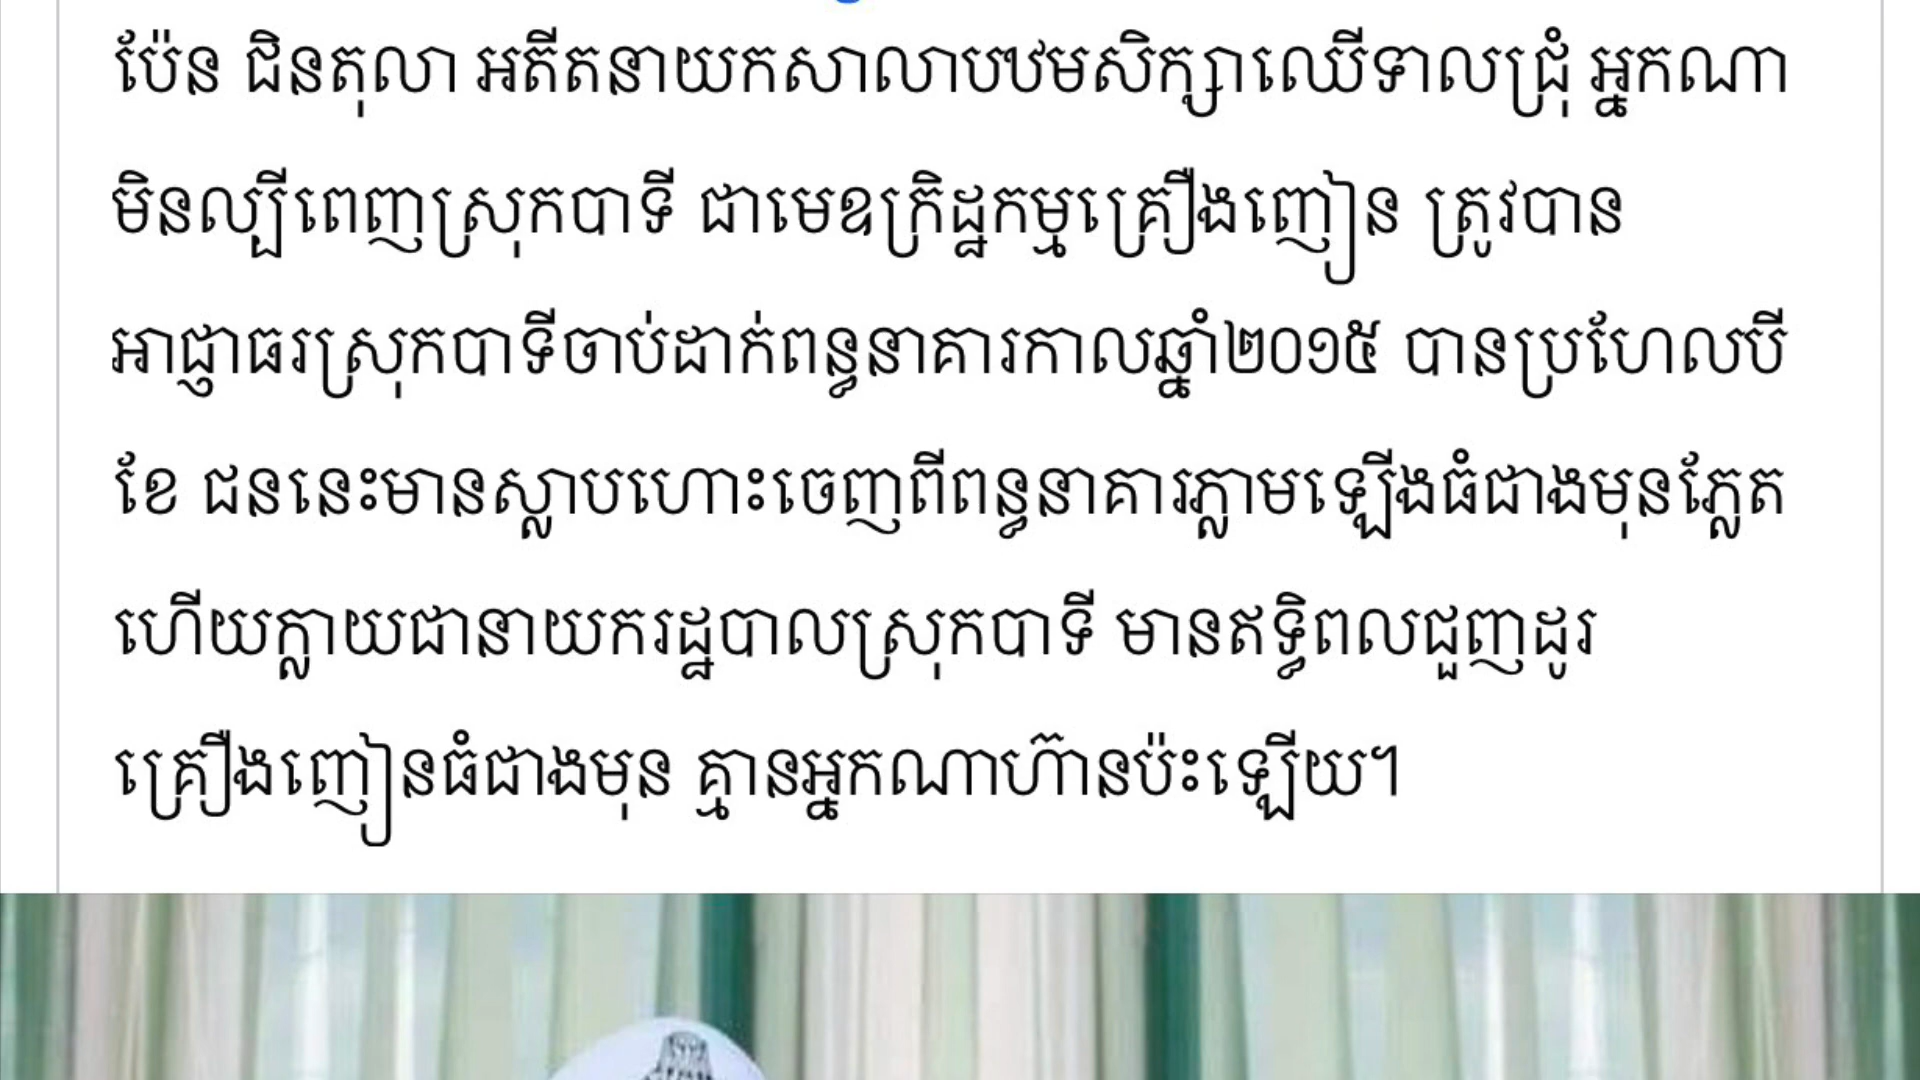 ប៉ែន ជិនតុលា អតីតនាយកសាលាបឋមសិក្សាឈើទាលជ្រុំ អ្នកណា
មិនល្បីពេញស្រុកបាទី ជាមេឧក្រិដ្ឋកម្មគ្រឿងញៀន ត្រូវបាន
អាជ្ញាធរស្រុកបាទីចាប់ដាក់ពន្ធនាគារកាលឆ្នាំ២០១៥ បានប្រហែលបី
ខែ ជននេះមានស្លាបហោះចេញពីពន្ធនាគារភ្លាមឡើងធំជាងមុនភ្លែត
ហើយក្លាយជានាយករដ្ឋបាលស្រុកបាទី មានឥទ្ធិពលជួញដូរ
គ្រឿងញៀនធំជាងមុន គ្មានអ្នកណាហ៊ានប៉ះឡើយ។